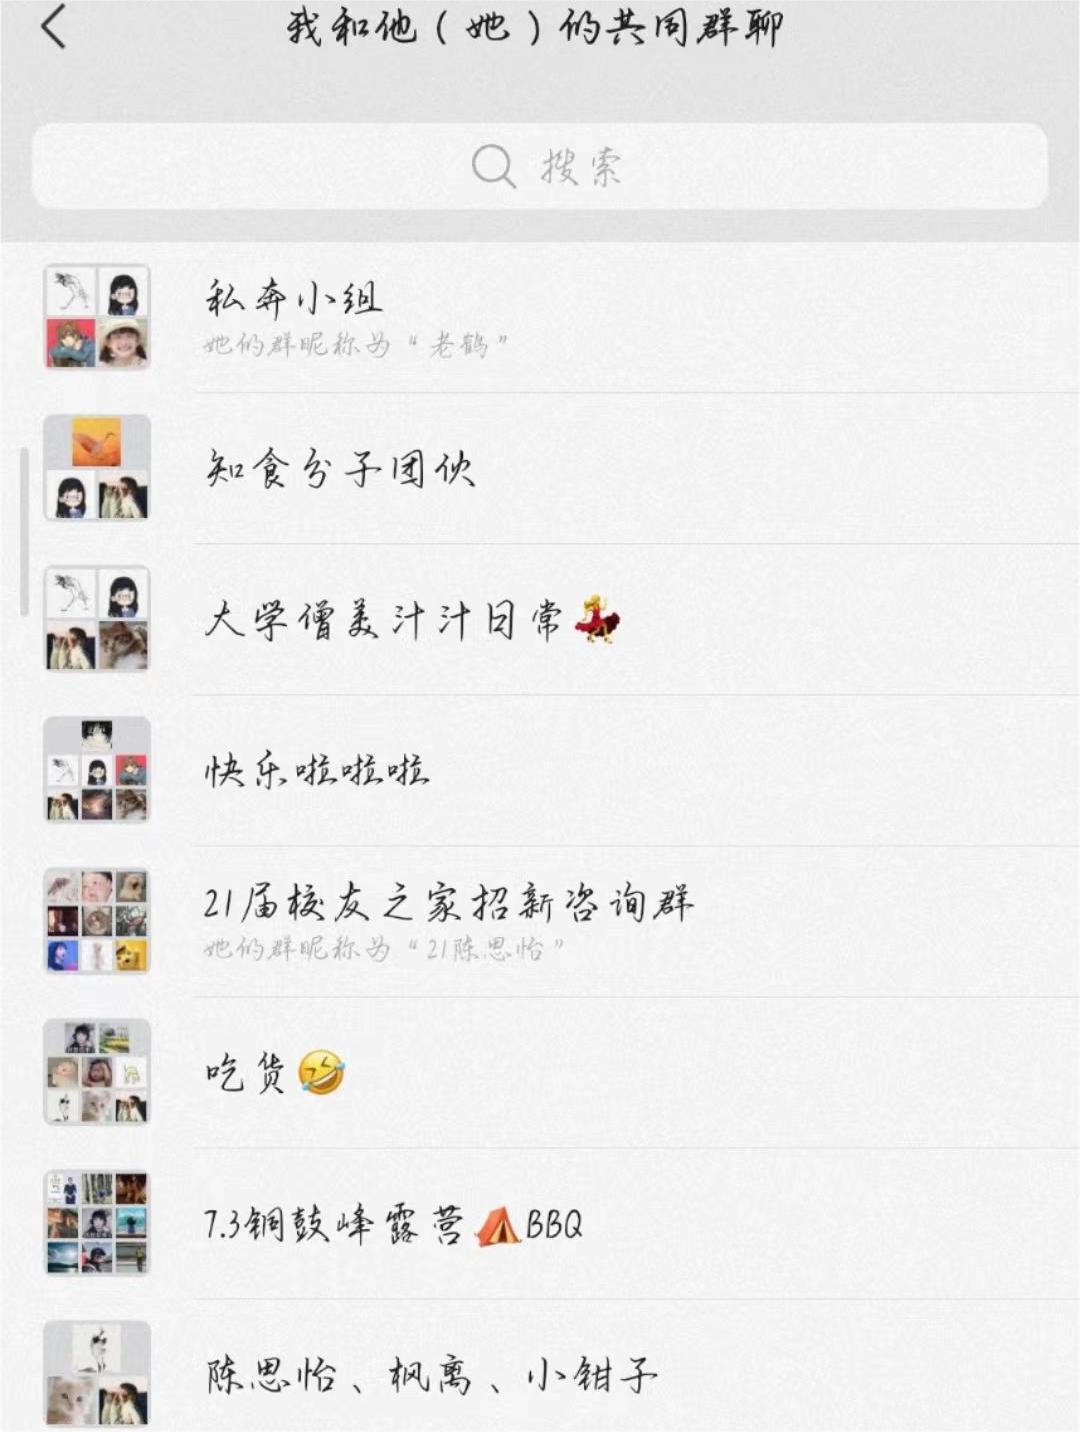 我和他（她）的共同群聊
搜索
私奔小组
她的群昵称为“老鹤”
知食分子团伙
大学僧美汁汁日常💃
快乐啦啦啦
21届校友之家招新咨询群
她的群昵称为“21陈思怡”
吃货🤣
7.3铜鼓峰露营⛺BBQ
陈思怡、枫离、小钳子